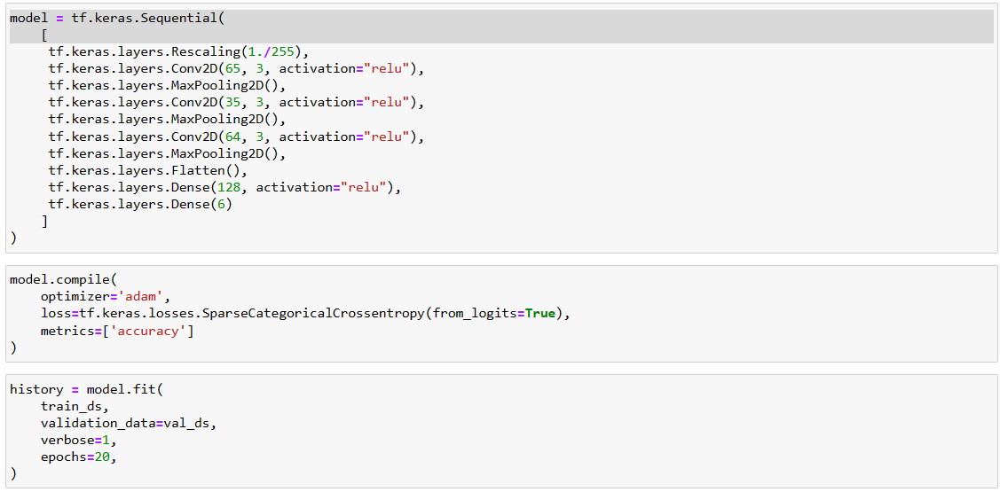 model = tf.keras.Sequential(
    [
     tf.keras.layers.Rescaling(1./255),
     tf.keras.layers.Conv2D(65, 3, activation="relu"),
     tf.keras.layers.MaxPooling2D(),
     tf.keras.layers.Conv2D(35, 3, activation="relu"),
     tf.keras.layers.MaxPooling2D(),
     tf.keras.layers.Conv2D(64, 3, activation="relu"),
     tf.keras.layers.MaxPooling2D(),
     tf.keras.layers.Flatten(),
     tf.keras.layers.Dense(128, activation="relu"),
     tf.keras.layers.Dense(6)
    ]
)
model.compile(
    optimizer='adam',
    loss=tf.keras.losses.SparseCategoricalCrossentropy(from_logits=True),
    metrics=['accuracy']
)
history = model.fit(
    train_ds,
    validation_data=val_ds,
    verbose=1,
    epochs=20,
)